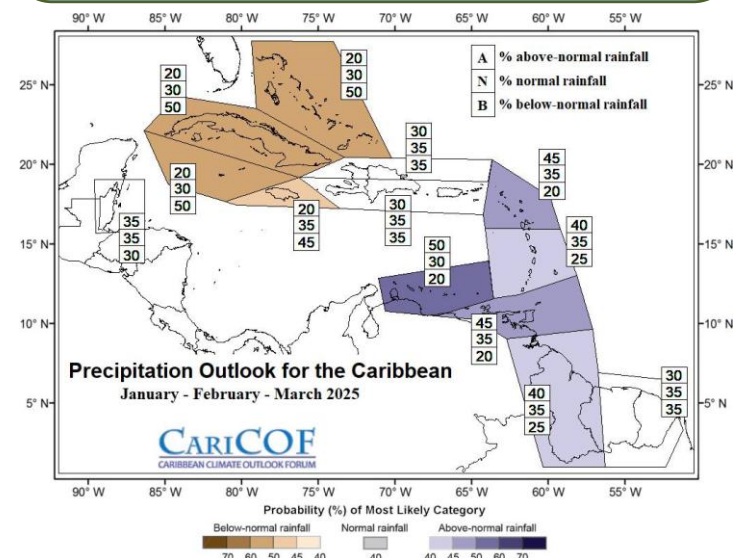 90° W 85° W 80° W 75° W 70° W 65° W 60° W 55° W
A % above-normal rainfall
N % normal rainfall
B % below-normal rainfall
25° N
25° N
20° N
20° N
15° N
15° N
10° N
10° N
5° N
5° N
20
30
50
20
30
50
30
35
35
45
35
20
20
30
50
20
35
45
30
35
35
40
35
25
35
35
30
50
30
20
45
35
20
30
35
35
40
35
25
Precipitation Outlook for the Caribbean
January - February - March 2025
CARICOF
CARIBBEAN CLIMATE OUTLOOK FORUM
90° W 85° W 80° W 75° W 70° W 65° W 60° W 55° W
Probability (%) of Most Likely Category
Below-normal rainfall Normal rainfall Above-normal rainfall
70 60 50 45 40 40 40 45 50 60 70